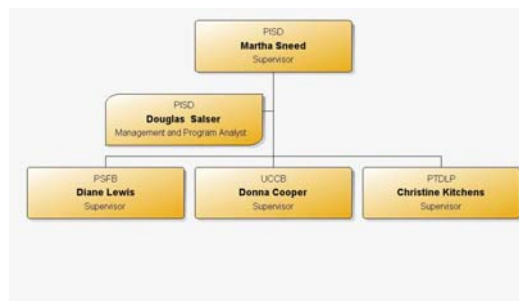 PISD
Martha Sneed
Supervisor
PISD
Douglas Salser
Management and Program Analyst
PSFB
Diane Lewis
Supervisor
UCCB
Donna Cooper
Supervisor
PTDLP
Christine Kitchens
Supervisor